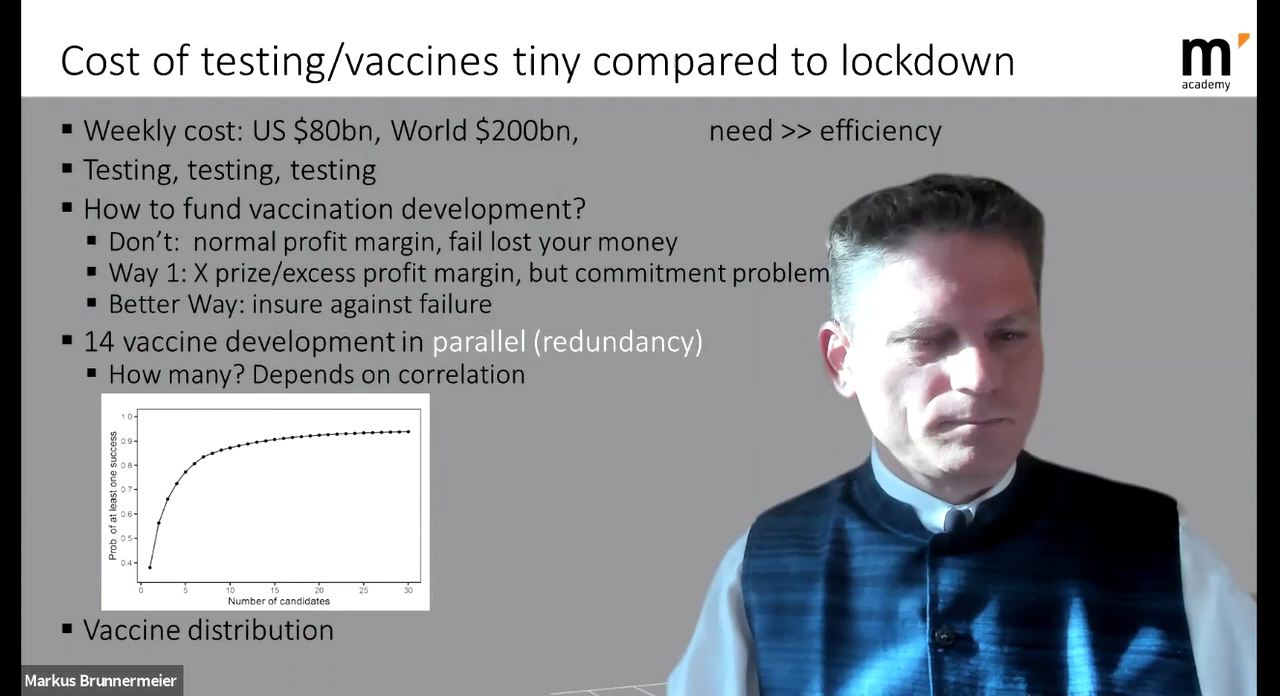 Cost of testing/vaccines tiny compared to lockdown
m'
academy
▪ Weekly cost: US $80bn, World $200bn, need >> efficiency
▪ Testing, testing, testing
▪ How to fund vaccination development?
▪ Don't: normal profit margin, fail lost your money
▪ Way 1: X prize/excess profit margin, but commitment problem
▪ Better Way: insure against failure
▪ 14 vaccine development in parallel (redundancy)
▪ How many? Depends on correlation
Prob. of at least one success
1.0
0.9
0.8
0.7
0.6
0.5
0.4
0 5 10 15 20 25 30
Number of candidates
▪ Vaccine distribution
Markus Brunnermeier